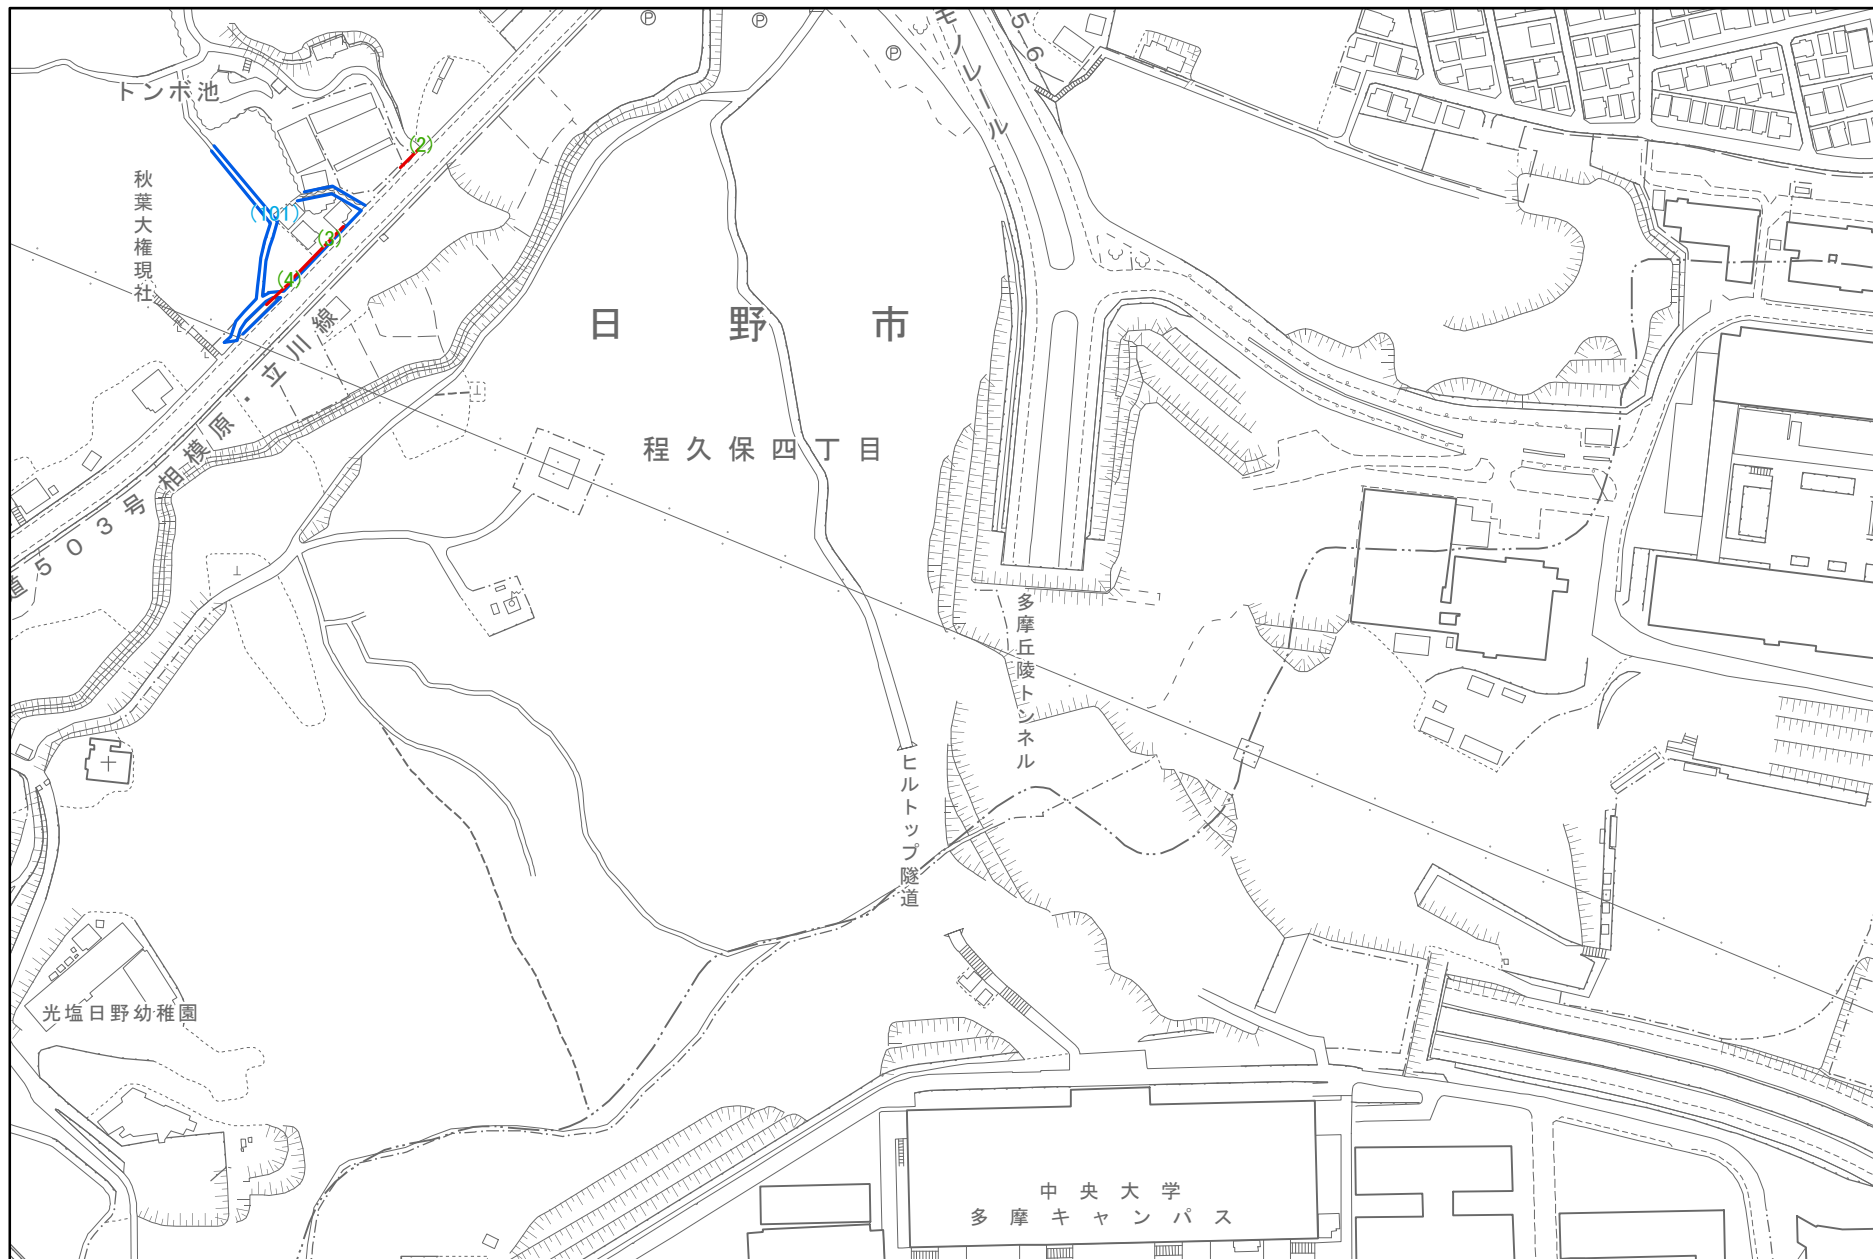 モノレール
56
Ⓟ
Ⓟ
Ⓟ
トンボ池
(2)
秋葉大権現社
(101)
(3)
(4)
日野市
道503号相模原・立川線
程久保四丁目
多摩丘陵トンネル
ヒルトップ隧道
光塩日野幼稚園
中央大学
多摩キャンパス